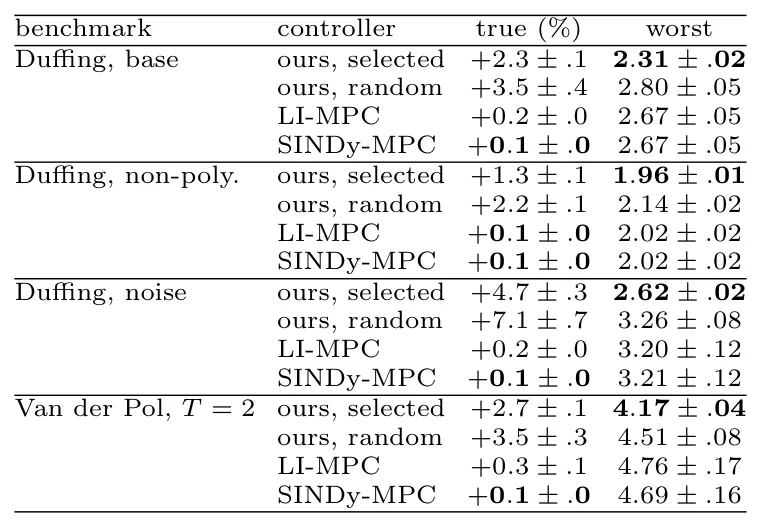 benchmark controller true (%) worst
Duffing, base ours, selected +2.3 ± .1 2.31 ± .02
ours, random +3.5 ± .4 2.80 ± .05
LI-MPC +0.2 ± .0 2.67 ± .05
SINDy-MPC +0.1 ± .0 2.67 ± .05
Duffing, non-poly. ours, selected +1.3 ± .1 1.96 ± .01
ours, random +2.2 ± .1 2.14 ± .02
LI-MPC +0.1 ± .0 2.02 ± .02
SINDy-MPC +0.1 ± .0 2.02 ± .02
Duffing, noise ours, selected +4.7 ± .3 2.62 ± .02
ours, random +7.1 ± .7 3.26 ± .08
LI-MPC +0.2 ± .0 3.20 ± .12
SINDy-MPC +0.1 ± .0 3.21 ± .12
Van der Pol, T = 2 ours, selected +2.7 ± .1 4.17 ± .04
ours, random +3.5 ± .3 4.51 ± .08
LI-MPC +0.3 ± .1 4.76 ± .17
SINDy-MPC +0.1 ± .0 4.69 ± .16